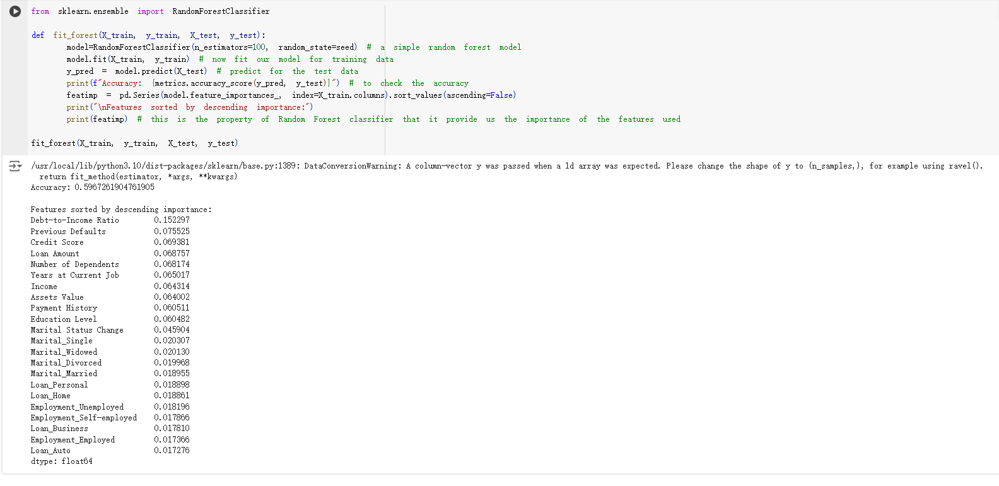 from sklearn.ensemble import RandomForestClassifier
def fit_forest(X_train, y_train, X_test, y_test):
model=RandomForestClassifier(n_estimators=100, random_state=seed) # a simple random forest model
model.fit(X_train, y_train) # now fit our model for training data
y_pred = model.predict(X_test) # predict for the test data
print(f"Accuracy: {metrics.accuracy_score(y_pred, y_test)}") # to check the accuracy
featimp = pd.Series(model.feature_importances_, index=X_train.columns).sort_values(ascending=False)
print("\nFeatures sorted by descending importance:")
print(featimp) # this is the property of Random Forest classifier that it provide us the importance of the features used
fit_forest(X_train, y_train, X_test, y_test)
/usr/local/lib/python3.10/dist-packages/sklearn/base.py:1389: DataConversionWarning: A column-vector y was passed when a 1d array was expected. Please change the shape of y to (n_samples,), for example using ravel().
return fit_method(estimator, *args, **kwargs)
Accuracy: 0.5967261904761905
Features sorted by descending importance:
Debt-to-Income Ratio 0.152297
Previous Defaults 0.075525
Credit Score 0.069381
Loan Amount 0.068757
Number of Dependents 0.068174
Years at Current Job 0.065017
Income 0.064314
Assets Value 0.064002
Payment History 0.060511
Education Level 0.060482
Marital Status Change 0.045904
Marital_Single 0.020307
Marital_Widowed 0.020130
Marital_Divorced 0.019968
Marital_Married 0.018955
Loan_Personal 0.018898
Loan_Home 0.018861
Employment_Unemployed 0.018196
Employment_Self-employed 0.017866
Loan_Business 0.017810
Employment_Employed 0.017366
Loan_Auto 0.017276
dtype: float64